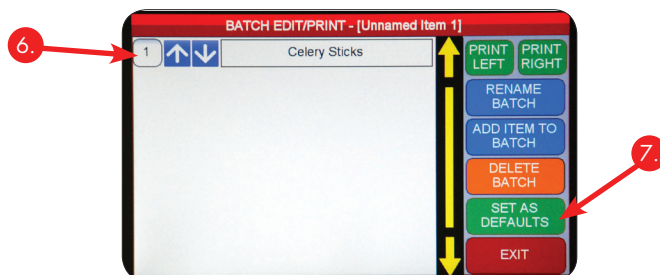 BATCH EDIT/PRINT - [Unnamed Item 1]
6.
1
Celery Sticks
PRINT
LEFT
PRINT
RIGHT
RENAME
BATCH
ADD ITEM TO
BATCH
7.
DELETE
BATCH
SET AS
DEFAULTS
EXIT